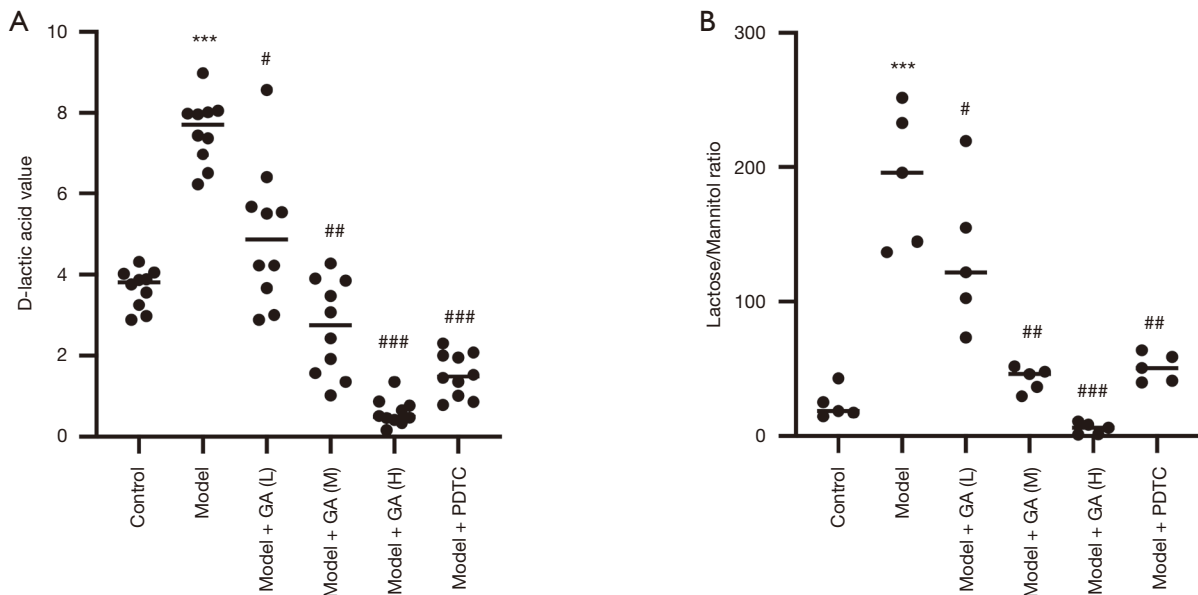 A
D-lactic acid value
10
8
6
4
2
0
***
#
##
###
###
Control
Model
Model + GA (L)
Model + GA (M)
Model + GA (H)
Model + PDTC
B
Lactose/Mannitol ratio
300
200
100
0
***
#
##
###
##
Control
Model
Model + GA (L)
Model + GA (M)
Model + GA (H)
Model + PDTC